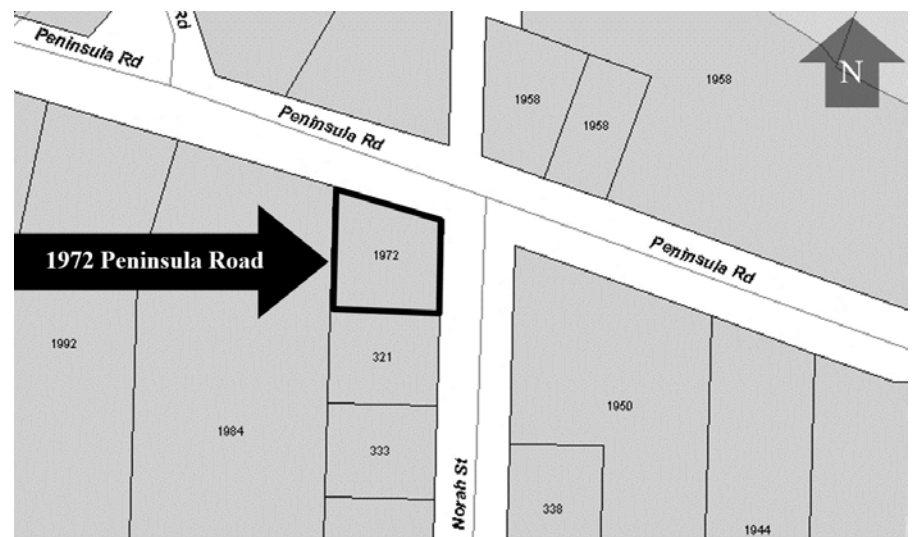 Peninsula Rd
Rd
Peninsula Rd
1958
1958
1958
N
1972 Peninsula Road
1972
Peninsula Rd
1992
321
1984
333
1950
Norah St
338
1944